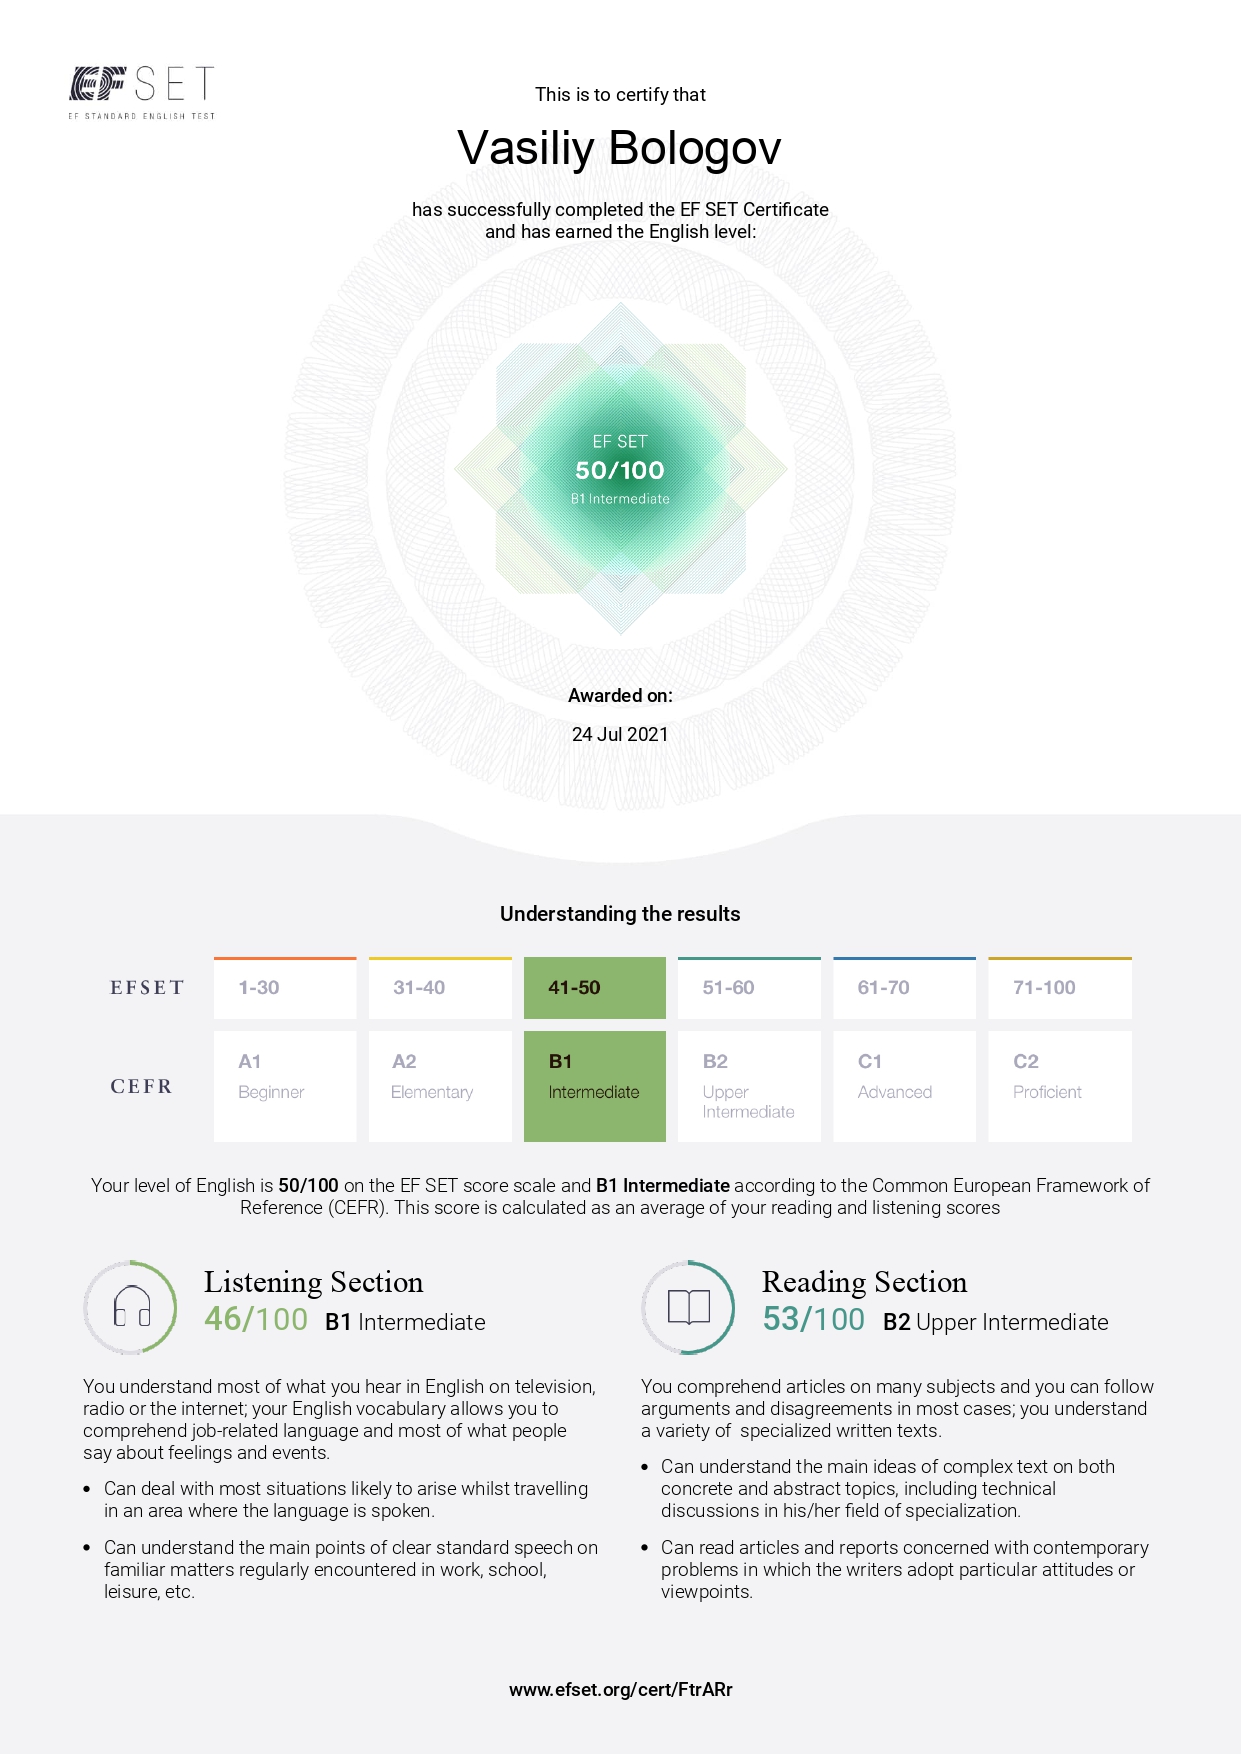 EF SET
EF STANDARD ENGLISH TEST
This is to certify that
Vasiliy Bologov
has successfully completed the EF SET Certificate
and has earned the English level:
EF SET
50/100
B1 Intermediate
Awarded on:
24 Jul 2021
Understanding the results
EFSET 1-30 31-40 41-50 51-60 61-70 71-100
CEFR
A1 A2 B1 B2 C1 C2
Beginner Elementary Intermediate Upper Advanced Proficient
Intermediate
Your level of English is 50/100 on the EF SET score scale and B1 Intermediate according to the Common European Framework of
Reference (CEFR). This score is calculated as an average of your reading and listening scores
Listening Section
46/100 B1 Intermediate
You understand most of what you hear in English on television,
radio or the internet; your English vocabulary allows you to
comprehend job-related language and most of what people
say about feelings and events.
• Can deal with most situations likely to arise whilst travelling
in an area where the language is spoken.
• Can understand the main points of clear standard speech on
familiar matters regularly encountered in work, school,
leisure, etc.
Reading Section
53/100 B2 Upper Intermediate
You comprehend articles on many subjects and you can follow
arguments and disagreements in most cases; you understand
a variety of  specialized written texts.
• Can understand the main ideas of complex text on both
concrete and abstract topics, including technical
discussions in his/her field of specialization.
• Can read articles and reports concerned with contemporary
problems in which the writers adopt particular attitudes or
viewpoints.
www.efset.org/cert/FtrARr